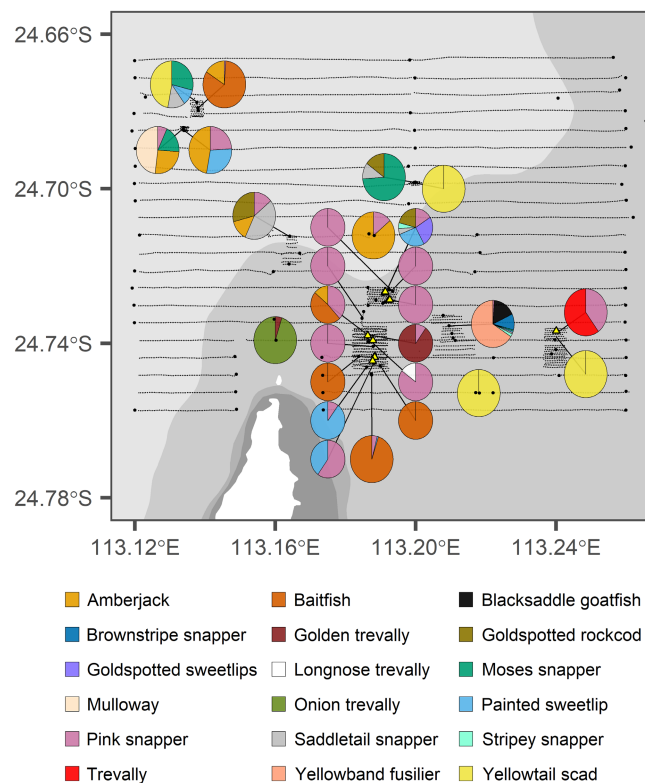 24.66°S
24.70°S
24.74°S
24.78°S
113.12°E 113.16°E 113.20°E 113.24°E
Amberjack Baitfish Blacksaddle goatfish
Brownstripe snapper Golden trevally Goldspotted rockcod
Goldspotted sweetlips Longnose trevally Moses snapper
Mulloway Onion trevally Painted sweetlip
Pink snapper Saddletail snapper Stripey snapper
Trevally Yellowband fusilier Yellowtail scad